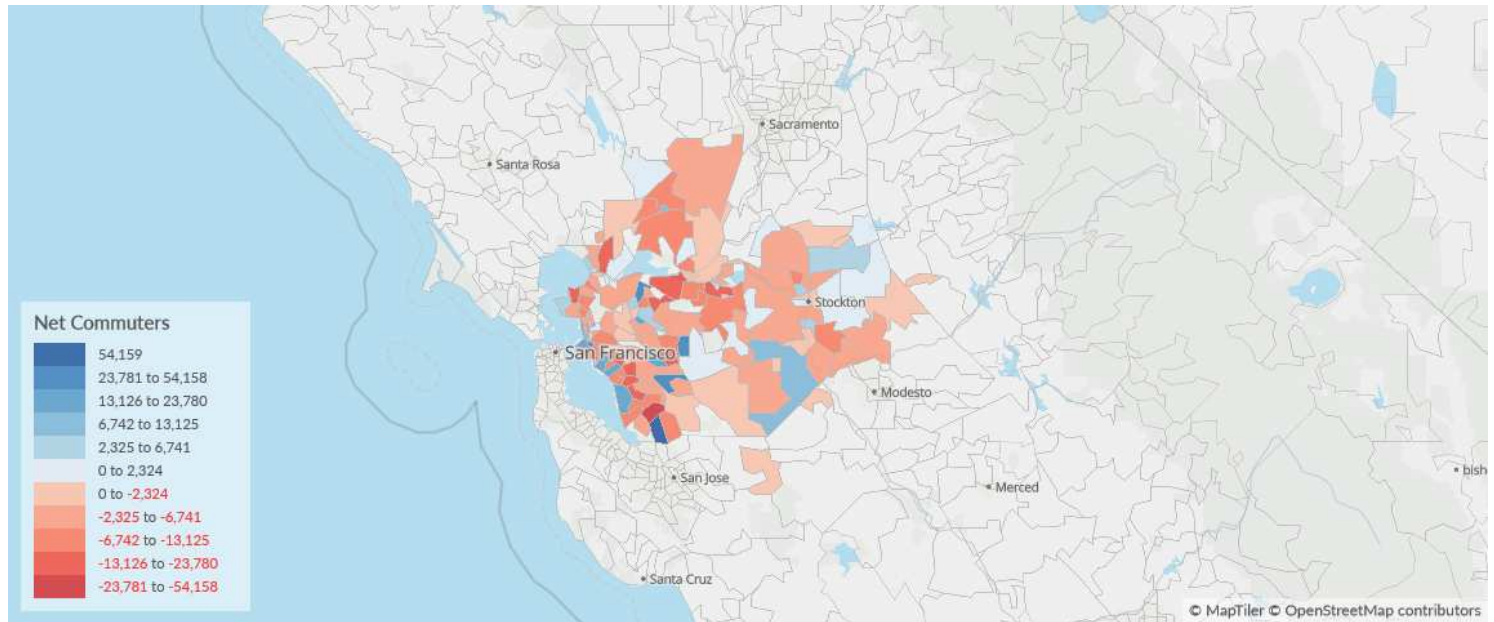 Sacramento
Santa Rosa
Stockton
San Francisco
Modesto
San Jose
Merced
bish
Santa Cruz
Net Commuters
54,159
23,781 to 54,158
13,126 to 23,780
6,742 to 13,125
2,325 to 6,741
0 to 2,324
0 to -2,324
-2,325 to -6,741
-6,742 to -13,125
-13,126 to -23,780
-23,781 to -54,158
© MapTiler © OpenStreetMap contributors